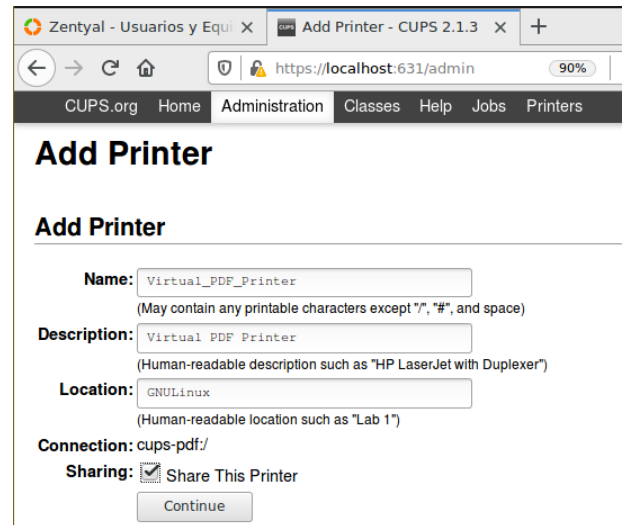 Zentyal - Usuarios y Equi
Add Printer - CUPS 2.1.3
https://localhost:631/admin
90%
CUPS.org Home Administration Classes Help Jobs Printers
Add Printer
Add Printer
Name: Virtual_PDF_Printer
(May contain any printable characters except "/", "#", and space)
Description: Virtual PDF Printer
(Human-readable description such as "HP LaserJet with Duplexer")
Location: GNULinux
(Human-readable location such as "Lab 1")
Connection: cups-pdf:/
Sharing: Share This Printer
Continue